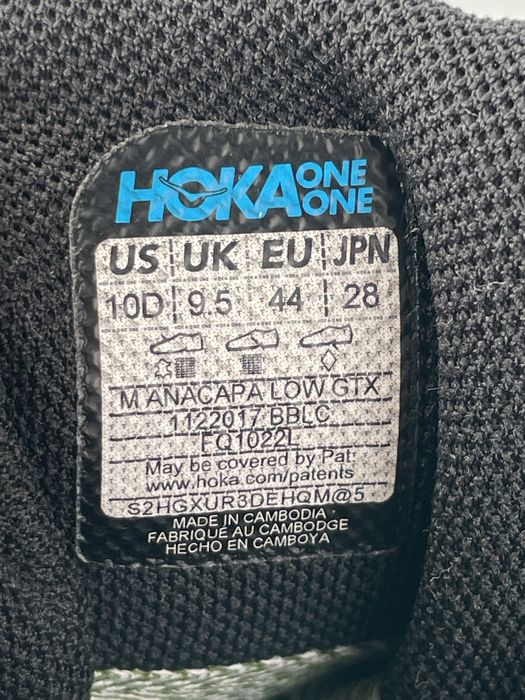 HOKA ONE ONE
US UK EU JPN
10D 9.5 44 28
M ANACAPA LOW GTX
1122017 BBLC
FQ1022L
May be covered by Pat:
www.hoka.com/patents
S2HGXUR3DEHQM@5
MADE IN CAMBODIA
FABRIQUÉ AU CAMBODGE
HECHO EN CAMBOYA